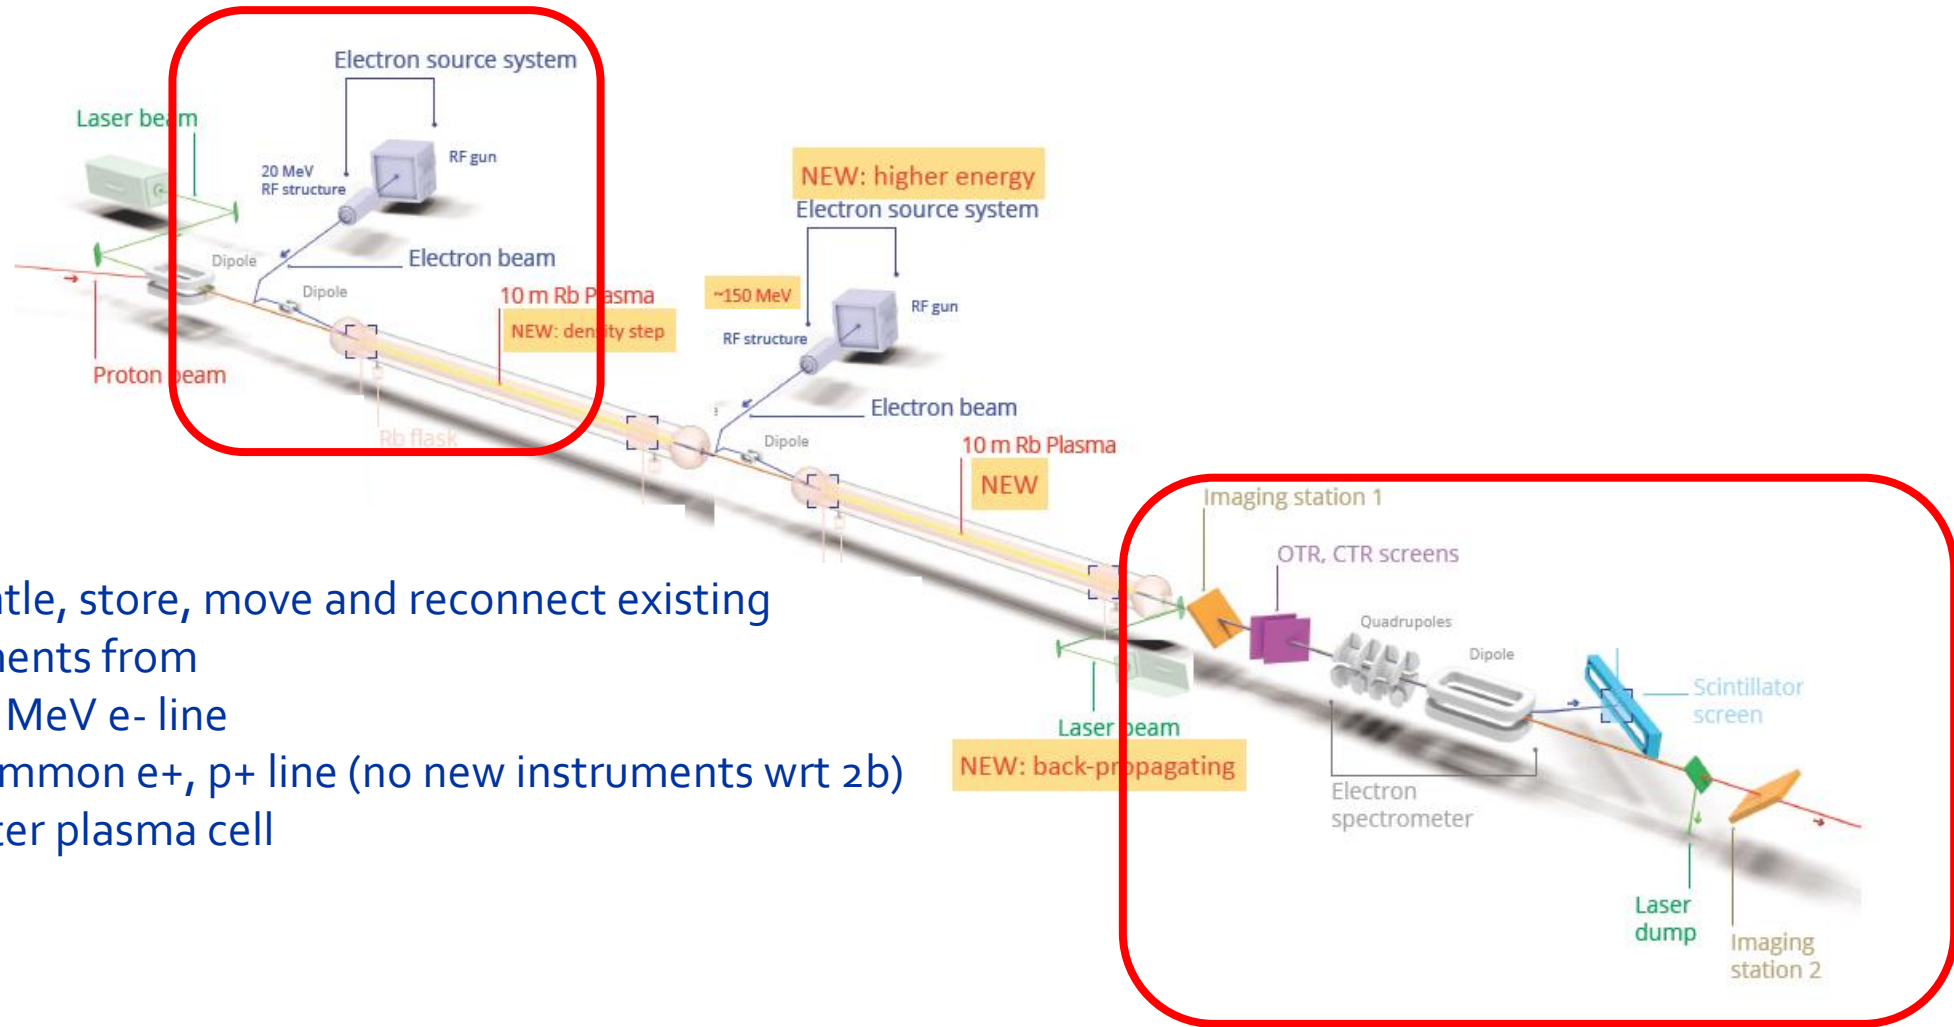 Electron source system
Laser beam
RF gun
20 MeV
RF structure
NEW: higher energy
Electron source system
Dipole
Electron beam
Dipole
10 m Rb Plasma
NEW: density step
~150 MeV
RF gun
RF structure
Proton beam
Electron beam
Rb flask
Dipole
10 m Rb Plasma
NEW
Imaging station 1
OTR, CTR screens
Quadrupoles
Dipole
Scintillator
screen
Laser beam
NEW: back-propagating
Electron
spectrometer
Laser
dump
Imaging
station 2
store, move and reconnect existing
from
MeV e- line
e+, p+ line (no new instruments wrt 2b)
plasma cell